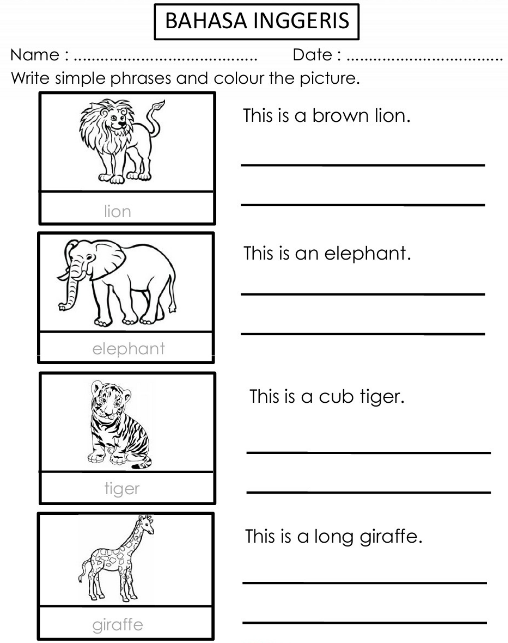 BAHASA INGGERIS
Name : ......................................... Date : ...................................
Write simple phrases and colour the picture.
This is a brown lion.
lion
This is an elephant.
elephant
This is a cub tiger.
tiger
This is a long giraffe.
giraffe